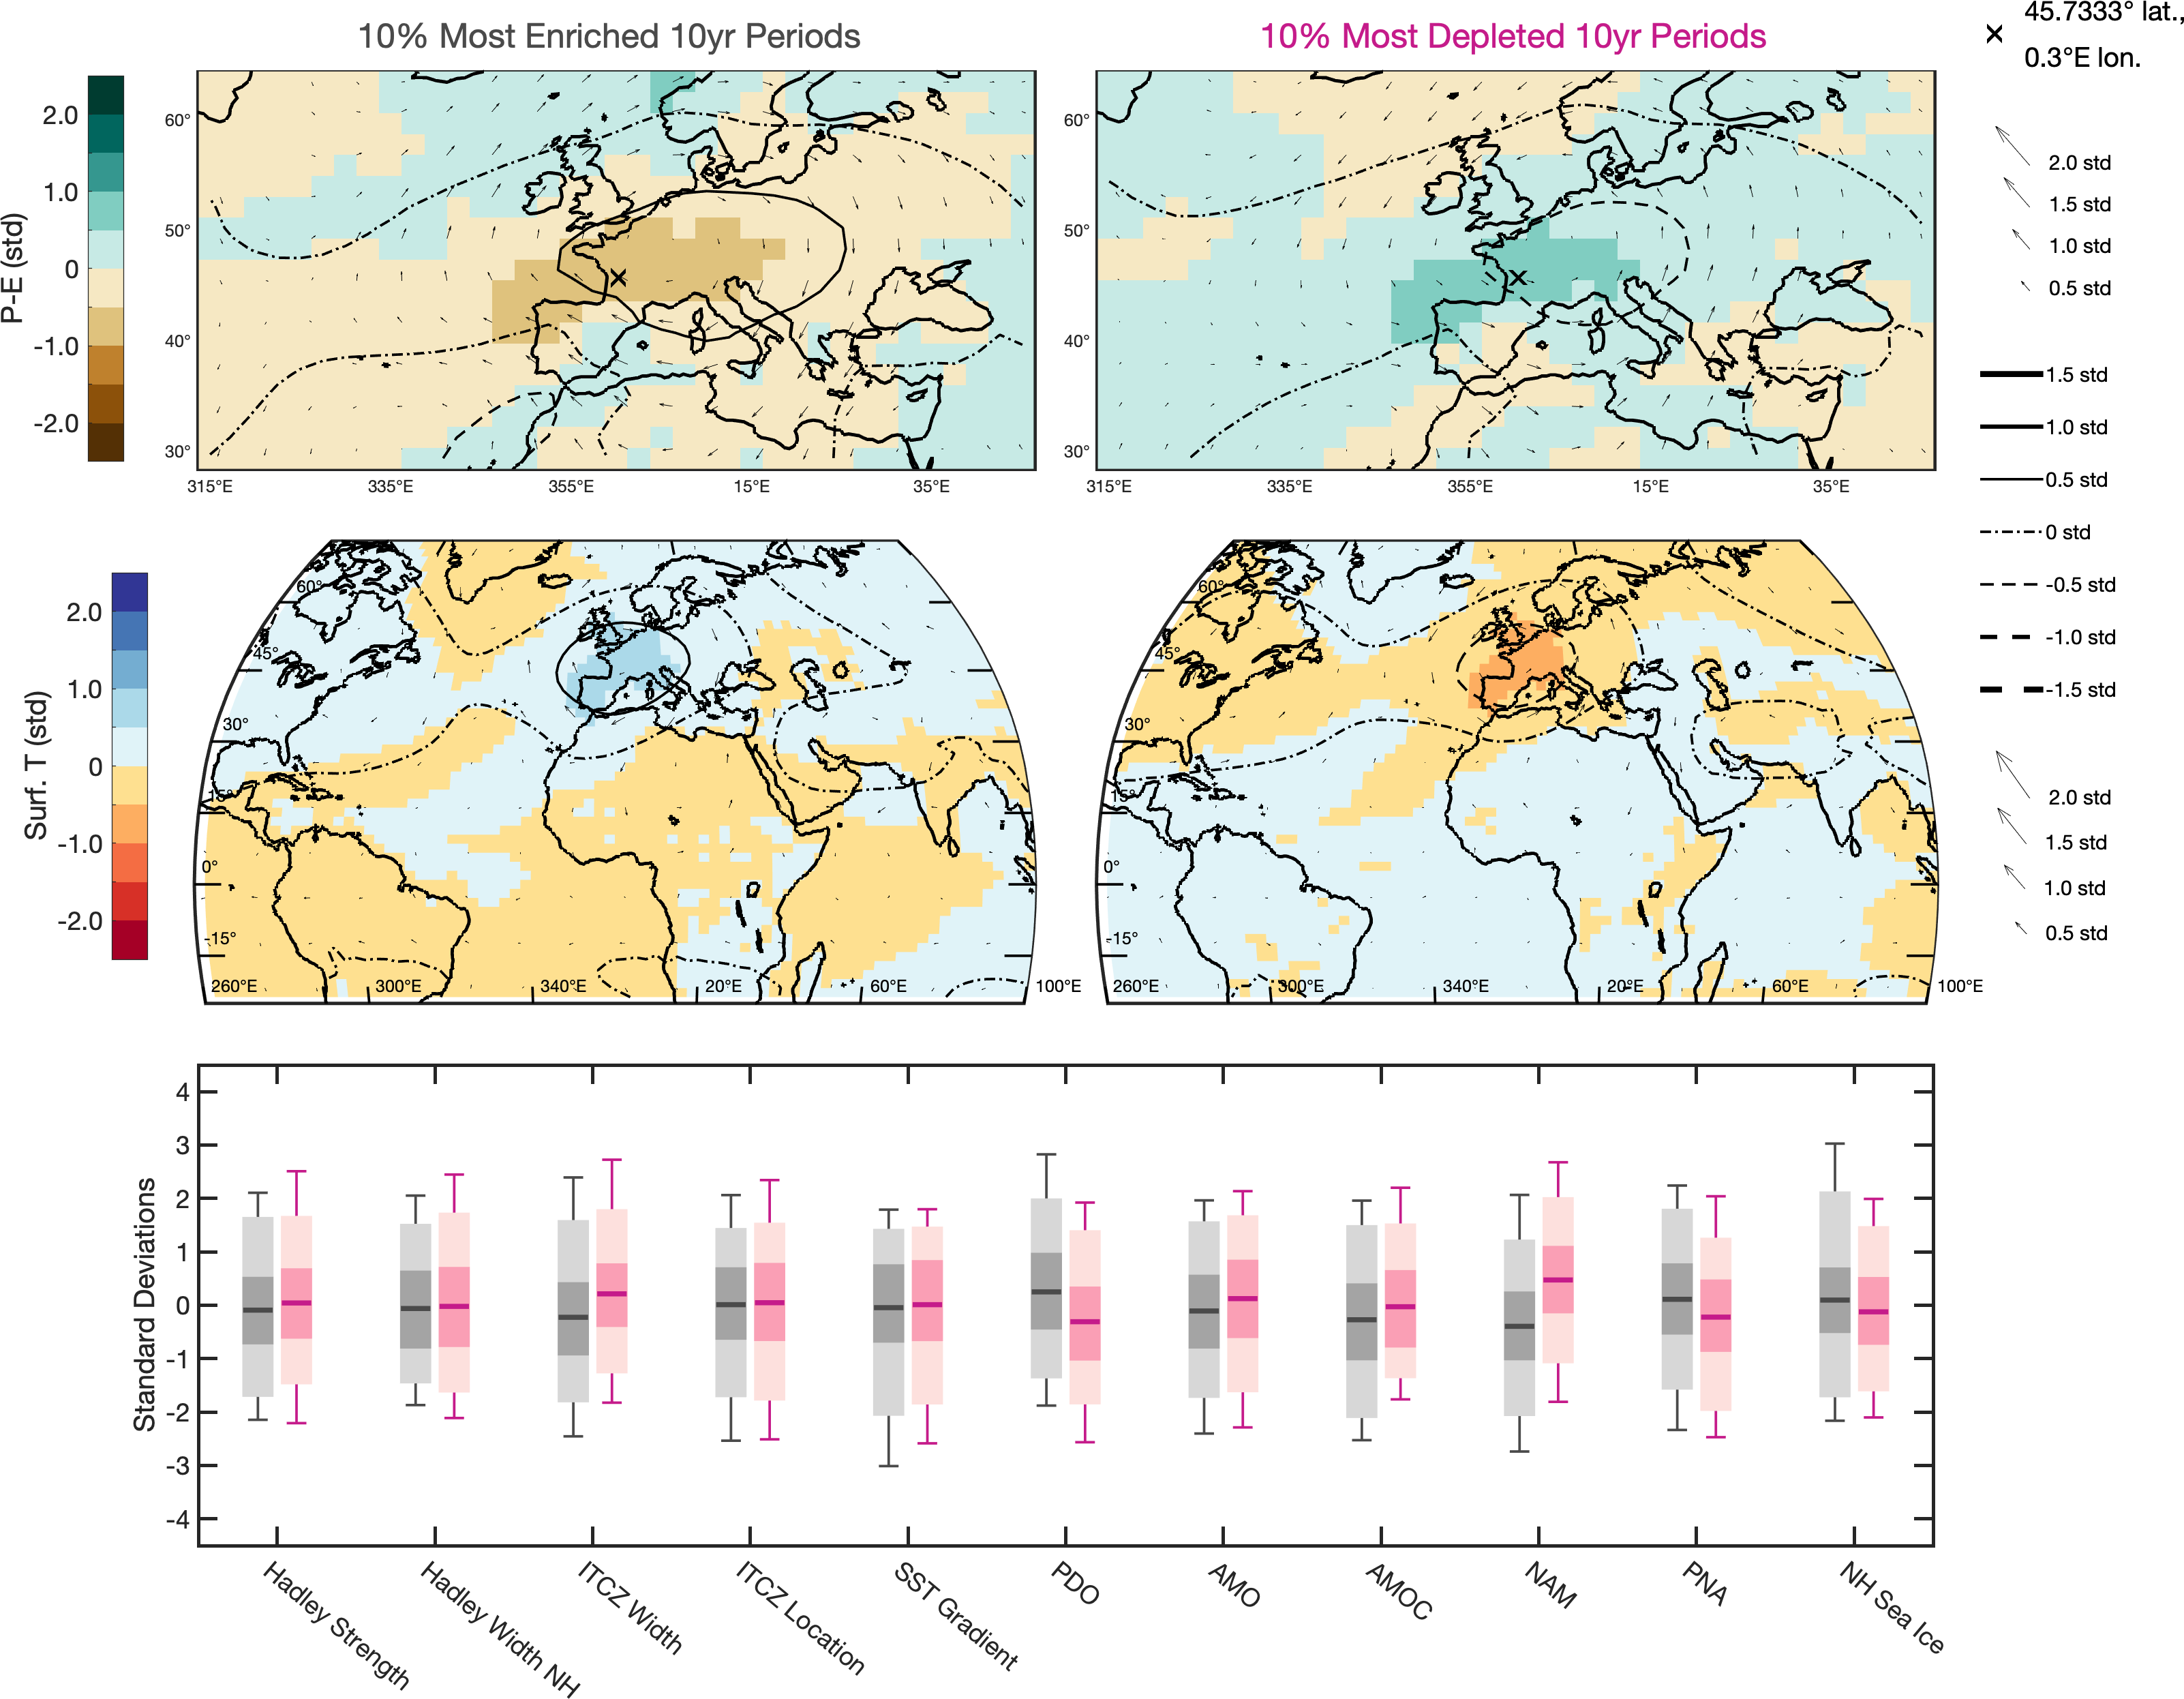 10% Most Enriched 10yr Periods
10% Most Depleted 10yr Periods
45.7333° lat.,
0.3°E lon.
P-E (std)
2.0
1.0
0
-1.0
-2.0
60°
50°
40°
30°
315°E 335°E 355°E 15°E 35°E
60°
50°
40°
30°
315°E 335°E 355°E 15°E 35°E
2.0 std
1.5 std
1.0 std
0.5 std
1.5 std
1.0 std
0.5 std
0 std
-0.5 std
-1.0 std
-1.5 std
Surf. T (std)
2.0
1.0
0
-1.0
-2.0
60°
45°
30°
15°
0°
-15°
260°E 300°E 340°E 20°E 60°E 100°E
60°
45°
30°
15°
0°
-15°
260°E 300°E 340°E 20°E 60°E 100°E
2.0 std
1.5 std
1.0 std
0.5 std
Standard Deviations
4
3
2
1
0
-1
-2
-3
-4
Hadley Strength
Hadley Width NH
ITCZ Width
ITCZ Location
SST Gradient
PDO
AMO
AMOC
NAM
PNA
NH Sea Ice